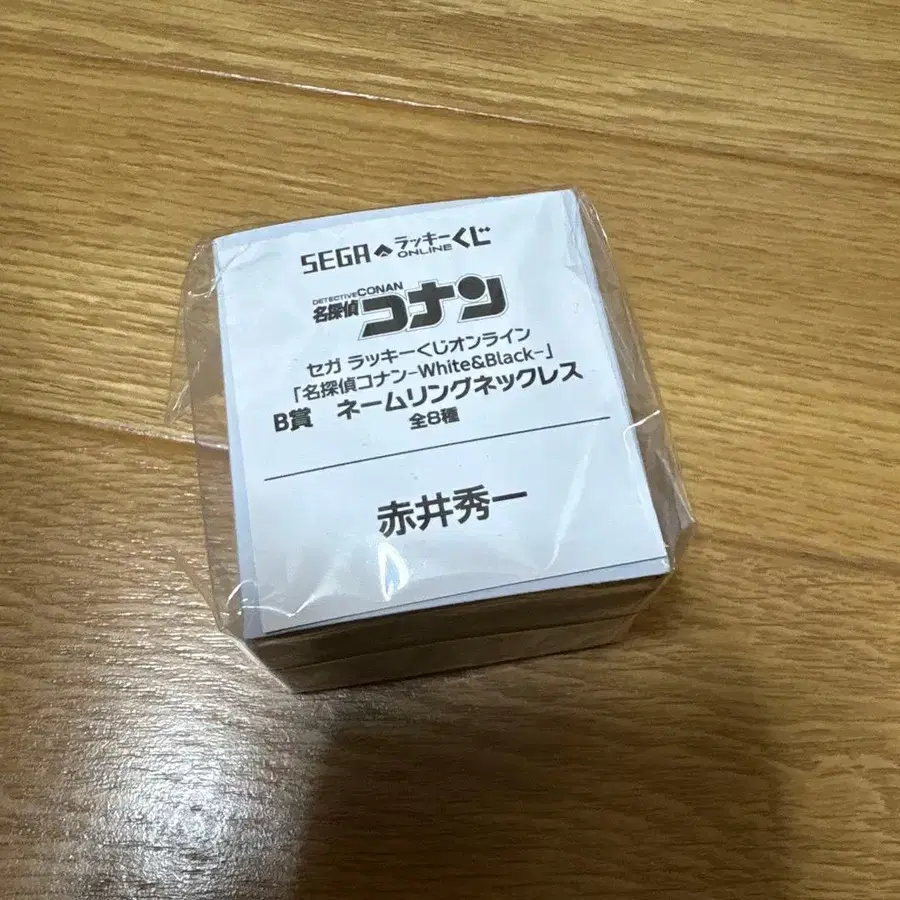 SEGA ラッキーくじ
ONLINE
DETECTIVE CONAN
名探偵コナン
セガ ラッキーくじオンライン
「名探偵コナン-White&Black-」
B賞 ネームリングネックレス
全8種
赤井秀一